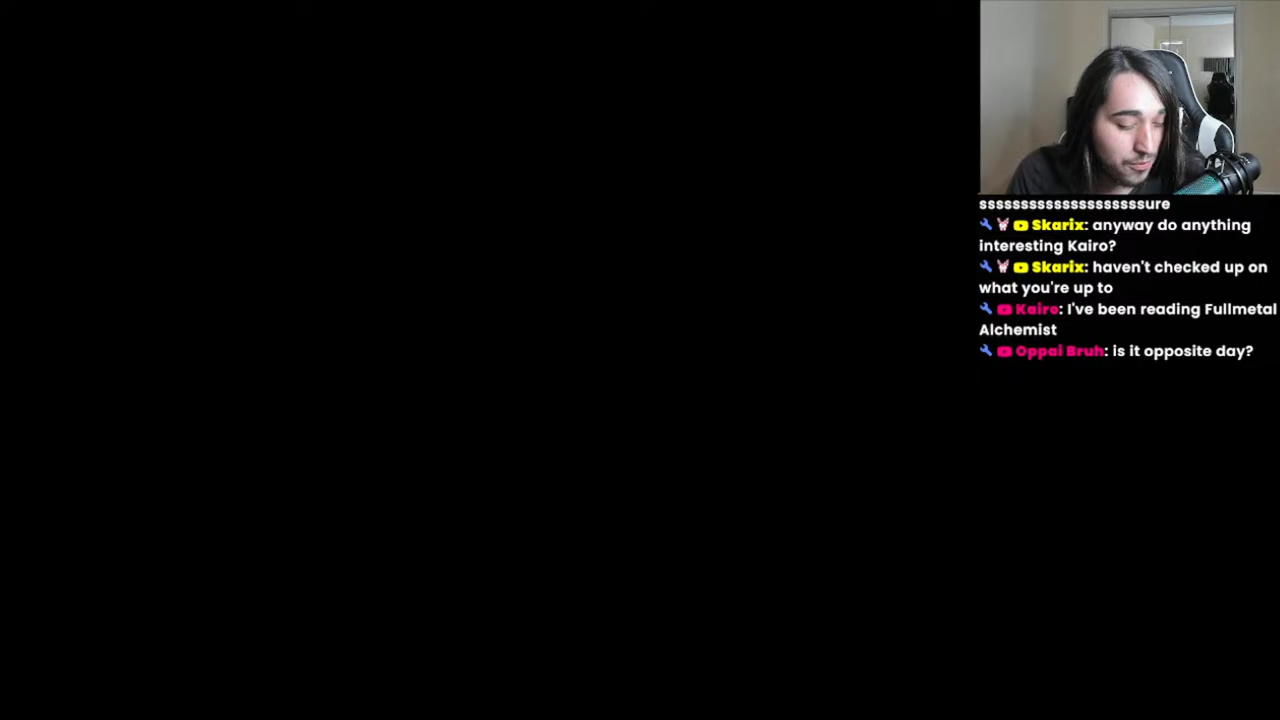 sssssssssssssssssssure
Skarix: anyway do anything
interesting Kairo?
Skarix: haven't checked up on
what you're up to
Kairo: I've been reading Fullmetal
Alchemist
Oppai Bruh: is it opposite day?